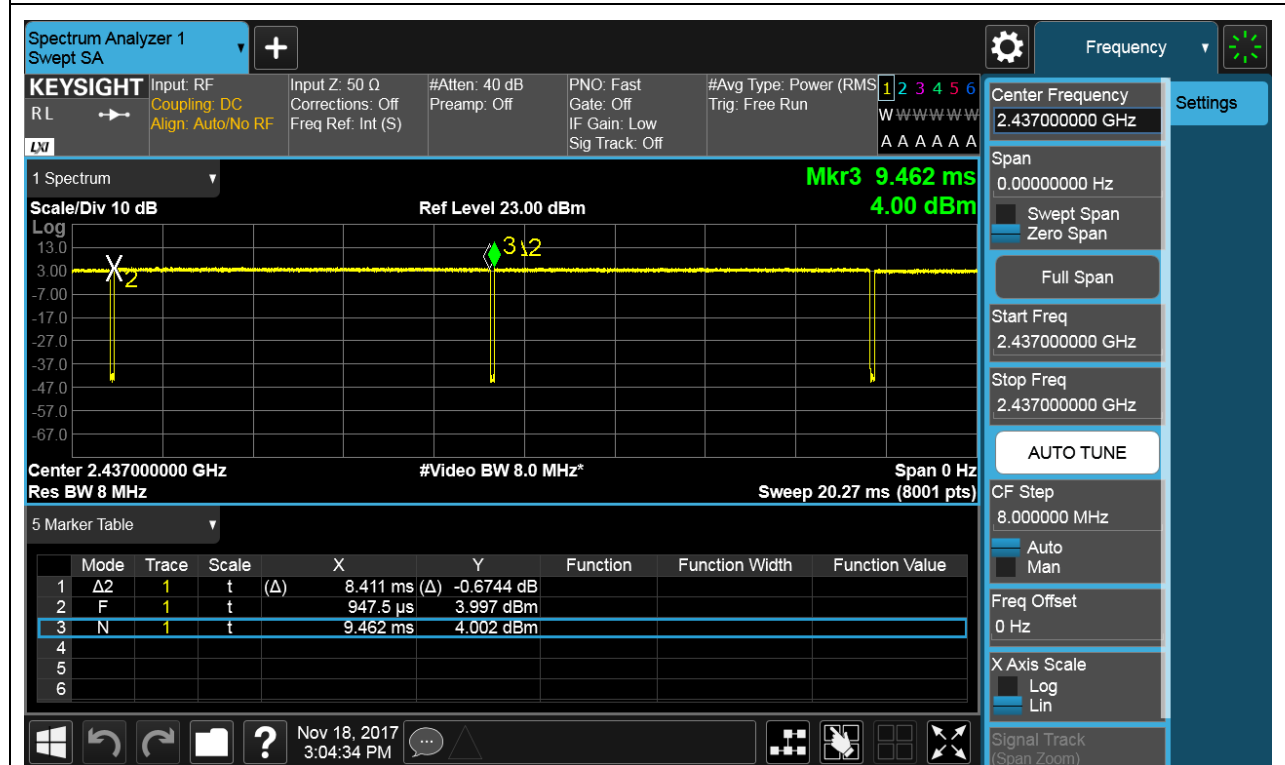 Spectrum Analyzer 1
Swept SA
Frequency
KEYSIGHT
RL
LXI
Input: RF
Coupling: DC
Align: Auto/No RF
Input Z: 50 Ω
Corrections: Off
Freq Ref: Int (S)
#Atten: 40 dB
Preamp: Off
PNO: Fast
Gate: Off
IF Gain: Low
Sig Track: Off
#Avg Type: Power (RMS
Trig: Free Run
1 2 3 4 5 6
W W W W W W
A A A A A A
1 Spectrum
Mkr3 9.462 ms
Scale/Div 10 dB
Ref Level 23.00 dBm
4.00 dBm
Log
13.0
3.00
-7.00
-17.0
-27.0
-37.0
-47.0
-57.0
-67.0
X
2
3
Δ2
Center 2.437000000 GHz
#Video BW 8.0 MHz*
Span 0 Hz
Res BW 8 MHz
Sweep 20.27 ms (8001 pts)
5 Marker Table
Mode Trace Scale X Y Function Function Width Function Value
1 Δ2 1 t (Δ) 8.411 ms (Δ) -0.6744 dB
2 F 1 t 947.5 µs 3.997 dBm
3 N 1 t 9.462 ms 4.002 dBm
4
5
6
Nov 18, 2017
3:04:34 PM
?
Center Frequency
2.437000000 GHz
Settings
Span
0.00000000 Hz
Swept Span
Zero Span
Full Span
Start Freq
2.437000000 GHz
Stop Freq
2.437000000 GHz
AUTO TUNE
CF Step
8.000000 MHz
Auto
Man
Freq Offset
0 Hz
X Axis Scale
Log
Lin
Signal Track
(Span Zoom)